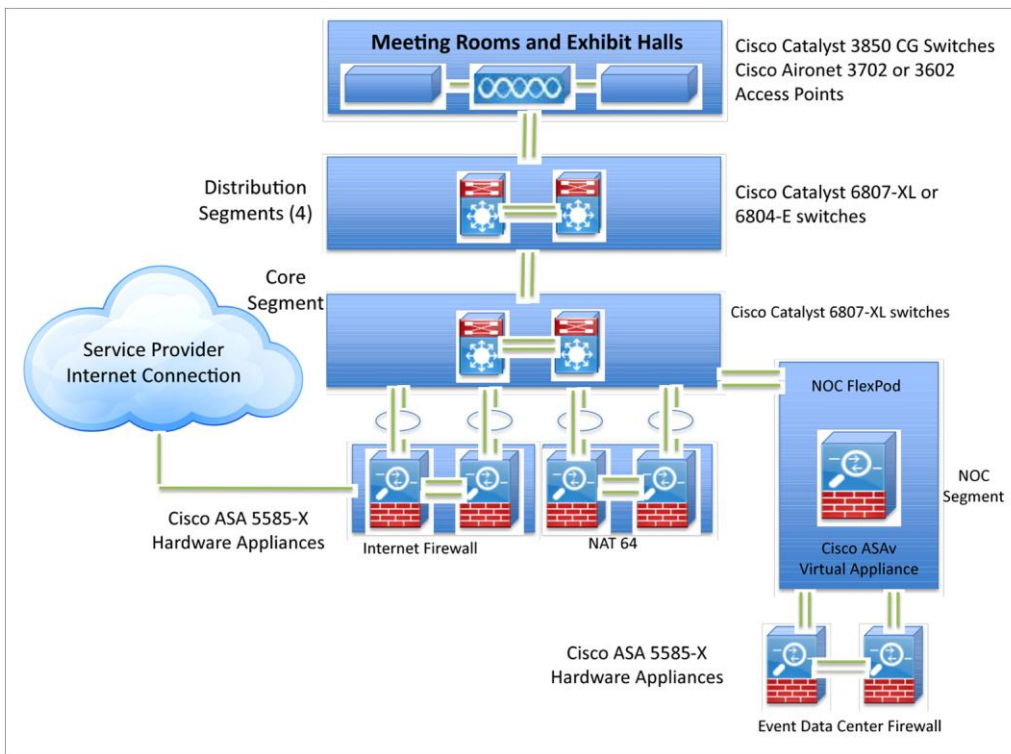 Meeting Rooms and Exhibit Halls
Cisco Catalyst 3850 CG Switches
Cisco Aironet 3702 or 3602
Access Points
Distribution
Segments (4)
Cisco Catalyst 6807-XL or
6804-E switches
Core
Segment
Cisco Catalyst 6807-XL switches
Service Provider
Internet Connection
NOC FlexPod
NOC
Segment
Cisco ASA 5585-X
Hardware Appliances
Internet Firewall
NAT 64
Cisco ASAv
Virtual Appliance
Cisco ASA 5585-X
Hardware Appliances
Event Data Center Firewall